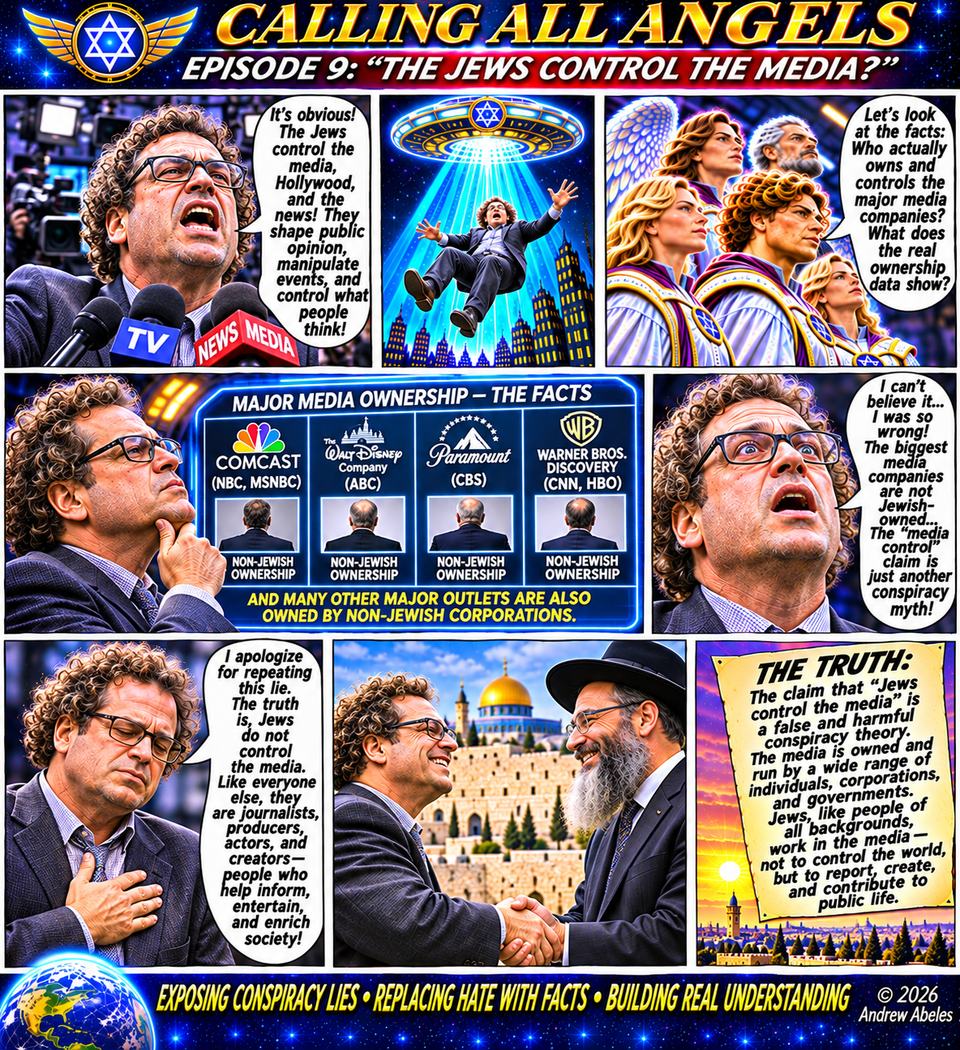 CALLING ALL ANGELS
EPISODE 9: “THE JEWS CONTROL THE MEDIA?”
It's obvious!
The Jews
control the
media,
Hollywood,
and the
news! They
shape public
opinion,
manipulate
events, and
control what
people
think!
TV
NEWS
MEDIA
Let's look
at the facts:
Who actually
owns and
controls the
major media
companies?
What does
the real
ownership
data show?
MAJOR MEDIA OWNERSHIP – THE FACTS
COMCAST
(NBC, MSNBC)
NON-JEWISH
OWNERSHIP
The
WALT DISNEY
Company
(ABC)
NON-JEWISH
OWNERSHIP
Paramount
(CBS)
NON-JEWISH
OWNERSHIP
WB
WARNER BROS.
DISCOVERY
(CNN, HBO)
NON-JEWISH
OWNERSHIP
AND MANY OTHER MAJOR OUTLETS ARE ALSO
OWNED BY NON-JEWISH CORPORATIONS.
I can't
believe it...
I was so
wrong!
The biggest
media
companies
are not
Jewish-
owned...
The “media
control”
claim is
just another
conspiracy
myth!
I apologize
for repeating
this lie.
The truth
is, Jews
do not
control
the media.
Like everyone
else, they
are journalists,
producers,
actors, and
creators—
people who
help inform,
entertain,
and enrich
society!
THE TRUTH:
The claim that “Jews
control the media” is
a false and harmful
conspiracy theory.
The media is owned and
run by a wide range of
individuals, corporations,
and governments.
Jews, like people of
all backgrounds,
work in the media—
not to control the world,
but to report, create,
and contribute to
public life.
EXPOSING CONSPIRACY LIES • REPLACING HATE WITH FACTS • BUILDING REAL UNDERSTANDING
© 2026
Andrew Abeles